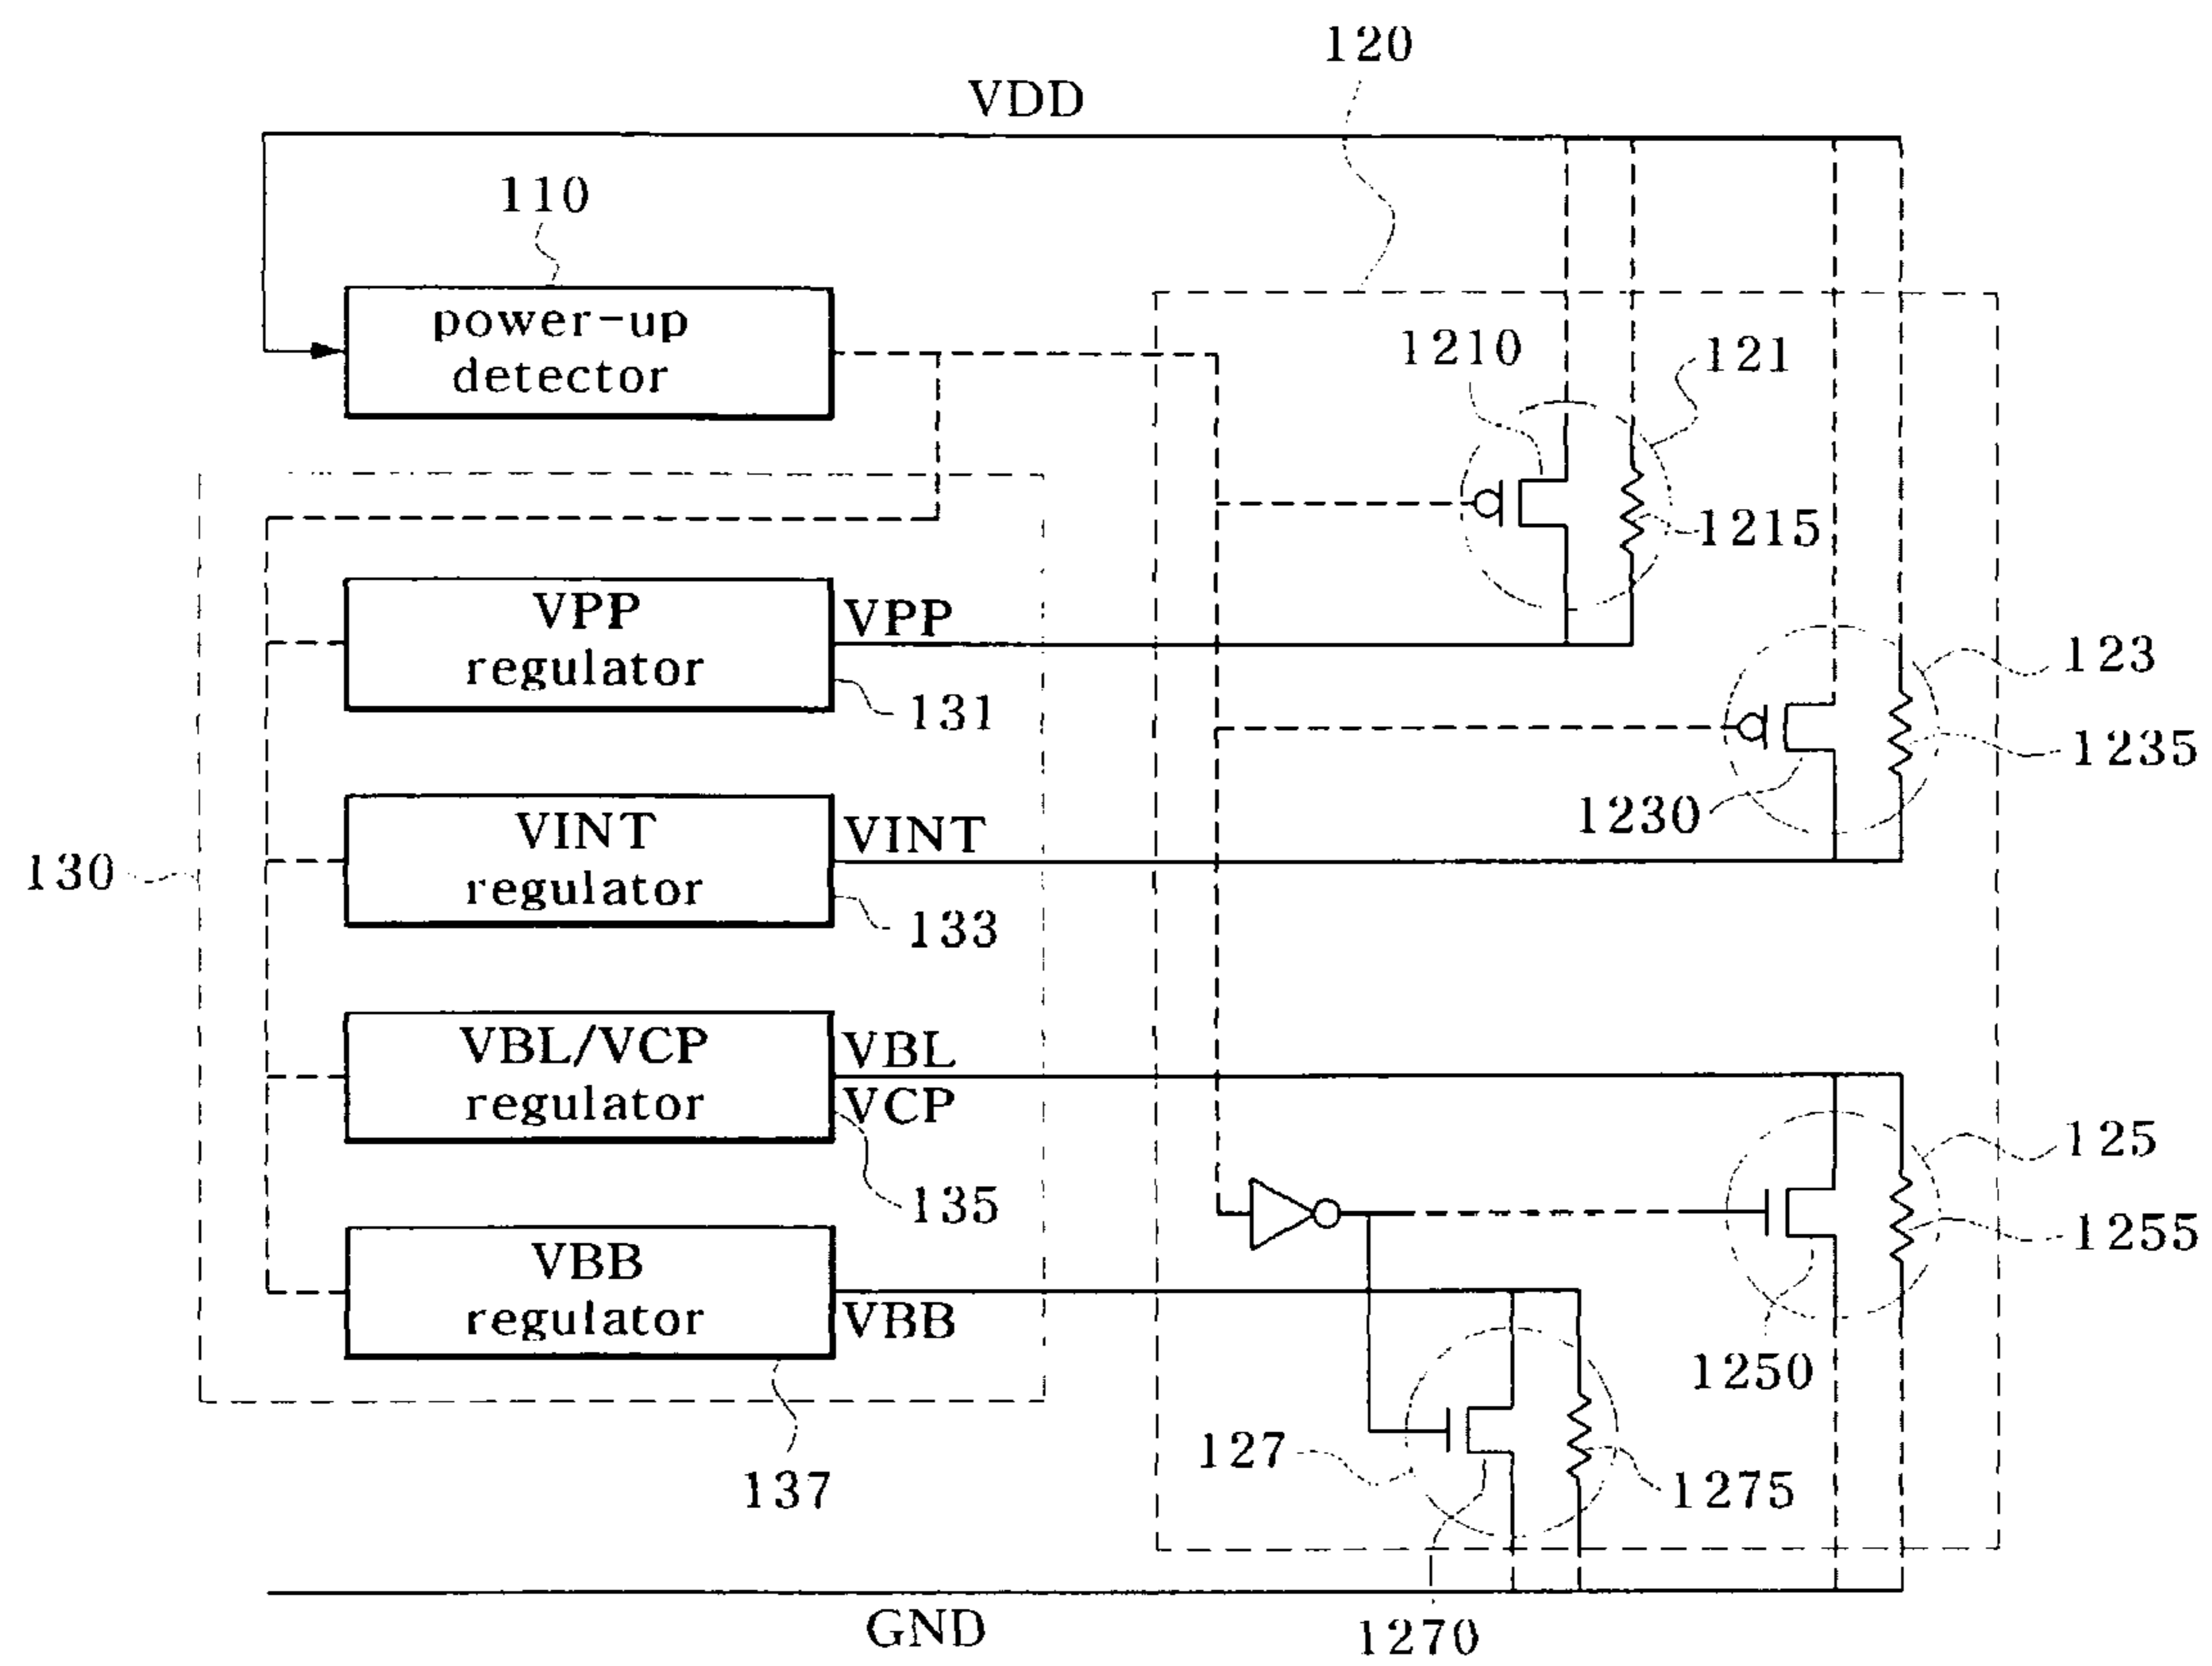 120
VDD
110
power-up
detector
1210
121
1215
VPP
regulator
VPP
131
123
1235
1230
VINT
regulator
VINT
133
130
VBL/VCP
regulator
VBL
VCP
135
125
1255
1250
VBB
regulator
VBB
137
127
1275
1270
GND